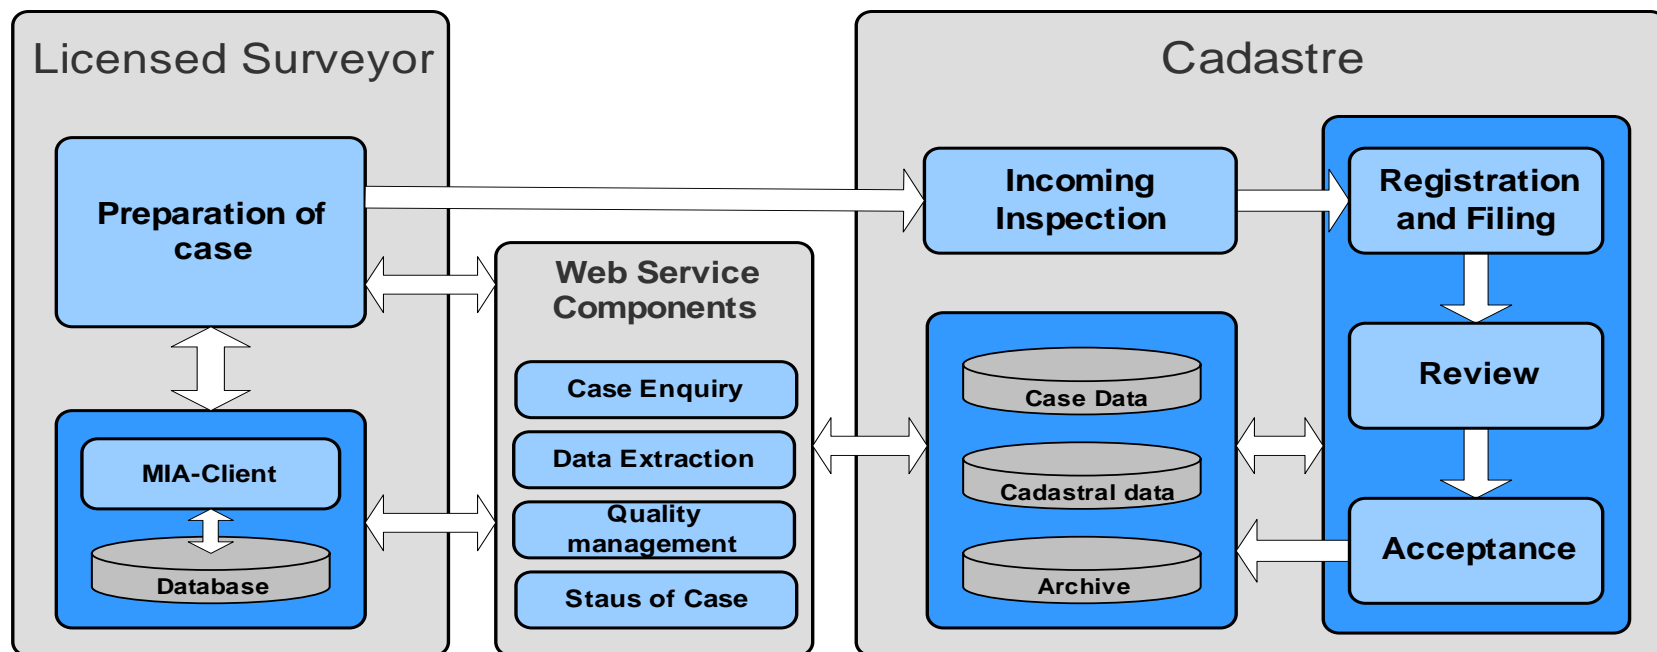 Licensed Surveyor
Preparation of
case
MIA-Client
Database
Web Service
Components
Case Enquiry
Data Extraction
Quality
management
Staus of Case
Cadastre
Incoming
Inspection
Case Data
Cadastral data
Archive
Registration
and Filing
Review
Acceptance